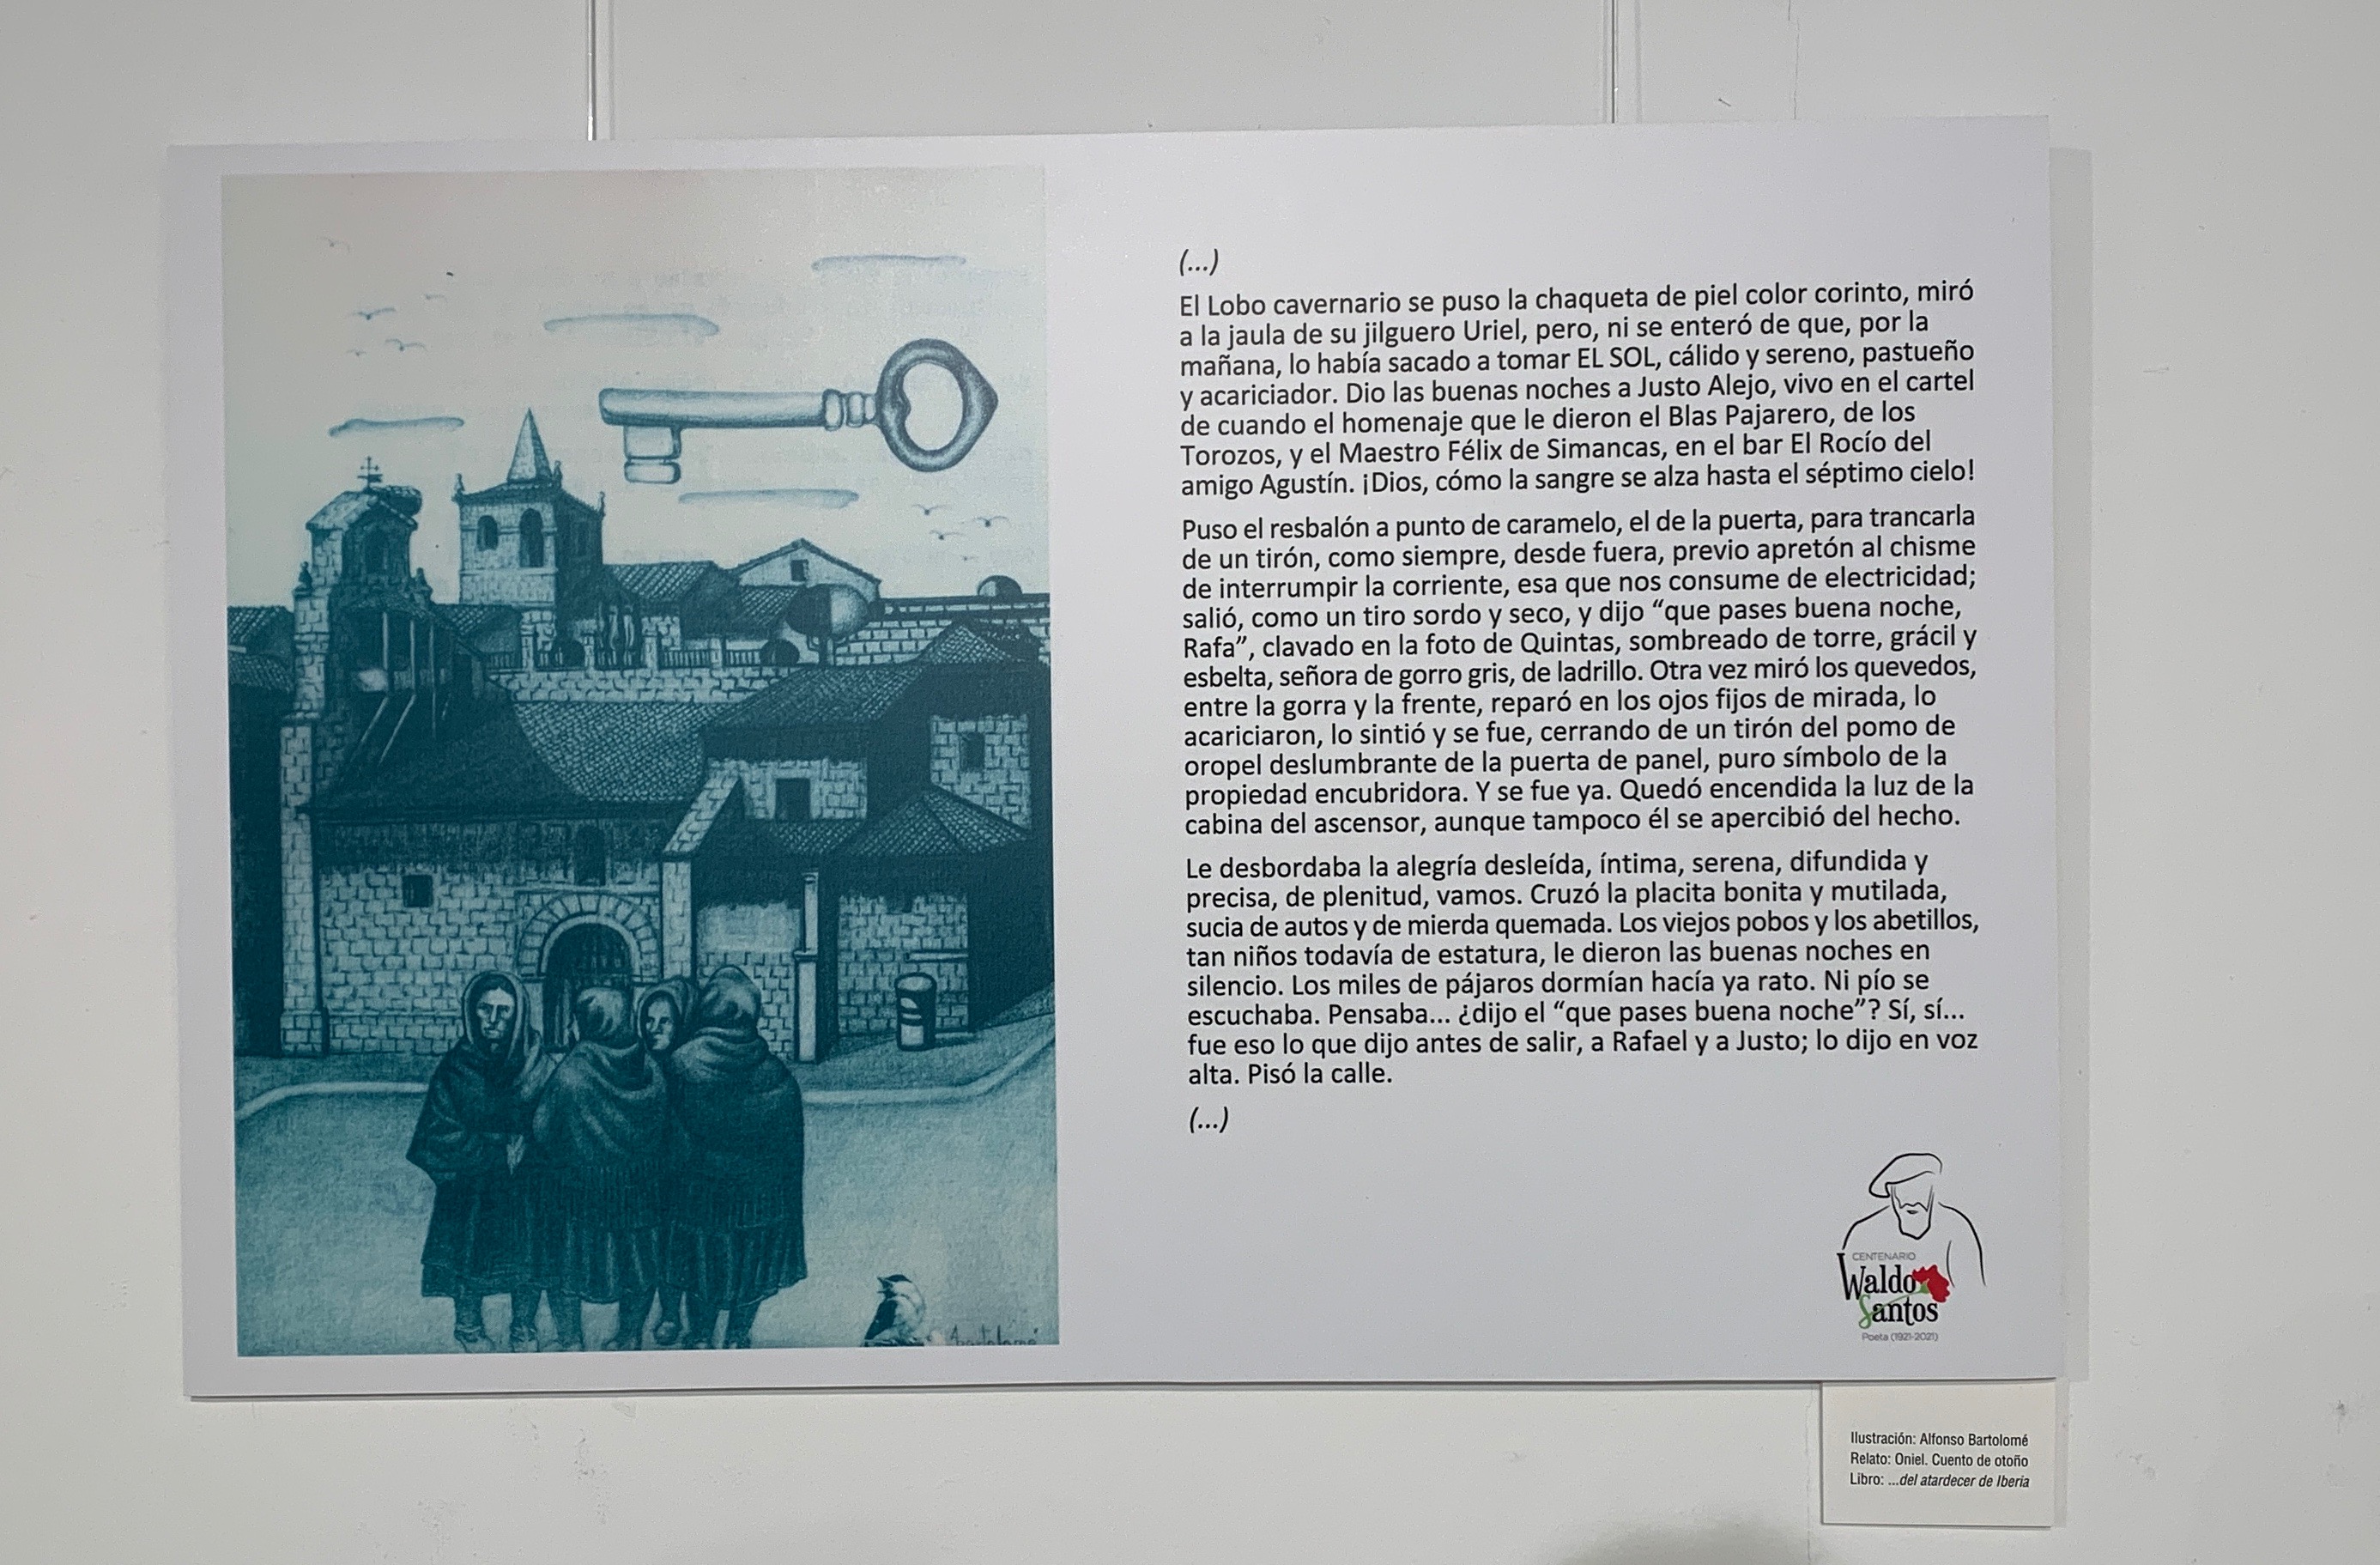 (...)
El Lobo cavernario se puso la chaqueta de piel color corinto, miró
a la jaula de su jilguero Uriel, pero, ni se enteró de que, por la
mañana, lo había sacado a tomar EL SOL, cálido y sereno, pastueño
y acariciador. Dio las buenas noches a Justo Alejo, vivo en el cartel
de cuando el homenaje que le dieron el Blas Pajarero, de los
Torozos, y el Maestro Félix de Simancas, en el bar El Rocío del
amigo Agustín. ¡Dios, cómo la sangre se alza hasta el séptimo cielo!
Puso el resbalón a punto de caramelo, el de la puerta, para trancarla
de un tirón, como siempre, desde fuera, previo apretón al chisme
de interrumpir la corriente, esa que nos consume de electricidad;
salió, como un tiro sordo y seco, y dijo “que pases buena noche,
Rafa”, clavado en la foto de Quintas, sombreado de torre, grácil y
esbelta, señora de gorro gris, de ladrillo. Otra vez miró los quevedos,
entre la gorra y la frente, reparó en los ojos fijos de mirada, lo
acariciaron, lo sintió y se fue, cerrando de un tirón del pomo de
oropel deslumbrante de la puerta de panel, puro símbolo de la
propiedad encubridora. Y se fue ya. Quedó encendida la luz de la
cabina del ascensor, aunque tampoco él se apercibió del hecho.
Le desbordaba la alegría desleída, íntima, serena, difundida y
precisa, de plenitud, vamos. Cruzó la placita bonita y mutilada,
sucia de autos y de mierda quemada. Los viejos pobos y los abetillos,
tan niños todavía de estatura, le dieron las buenas noches en
silencio. Los miles de pájaros dormían hacía ya rato. Ni pío se
escuchaba. Pensaba... ¿dijo el “que pases buena noche”? Sí, sí...
fue eso lo que dijo antes de salir, a Rafael y a Justo; lo dijo en voz
alta. Pisó la calle.
(...)
Bartolomé
CENTENARIO
Waldo
Santos
Poeta (1921-2021)
Ilustración: Alfonso Bartolomé
Relato: Oniel. Cuento de otoño
Libro: ...del atardecer de Iberia